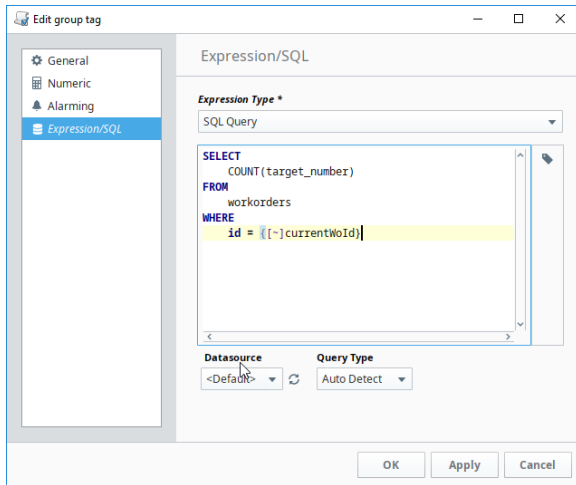 Edit group tag
General
Numeric
Alarming
Expression/SQL
Expression/SQL
Expression Type *
SQL Query
SELECT
COUNT(target_number)
FROM
workorders
WHERE
id = {[~]currentWoId}
Datasource
Query Type
<Default>
Auto Detect
OK
Apply
Cancel